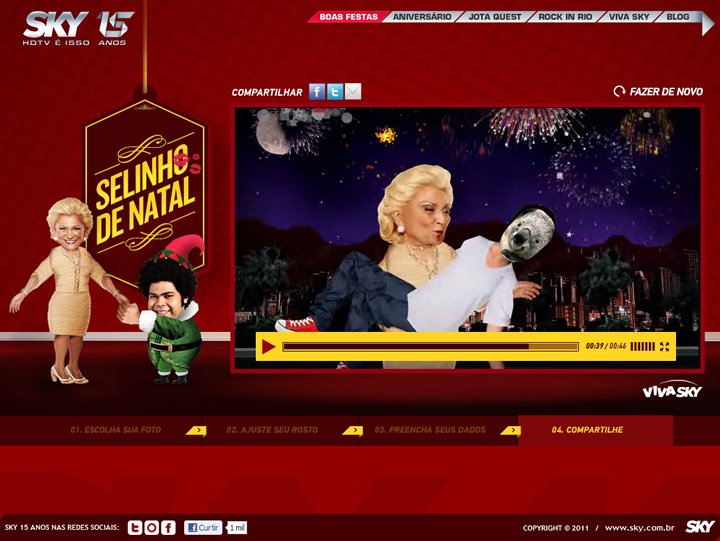 SKY 15
HDTV É ISSO ANOS
BOAS FESTAS
ANIVERSÁRIO
JOTA QUEST
ROCK IN RIO
VIVA SKY
BLOG
COMPARTILHAR
FAZER DE NOVO
SELINHO
DE NATAL
00:39 / 00:46
VIVA SKY
01. ESCOLHA SUA FOTO
02. AJUSTE SEU ROSTO
03. PREENCHA SEUS DADOS
04. COMPARTILHE
SKY 15 ANOS NAS REDES SOCIAIS:
Curtir
1 mil
COPYRIGHT © 2011 / www.sky.com.br
SKY